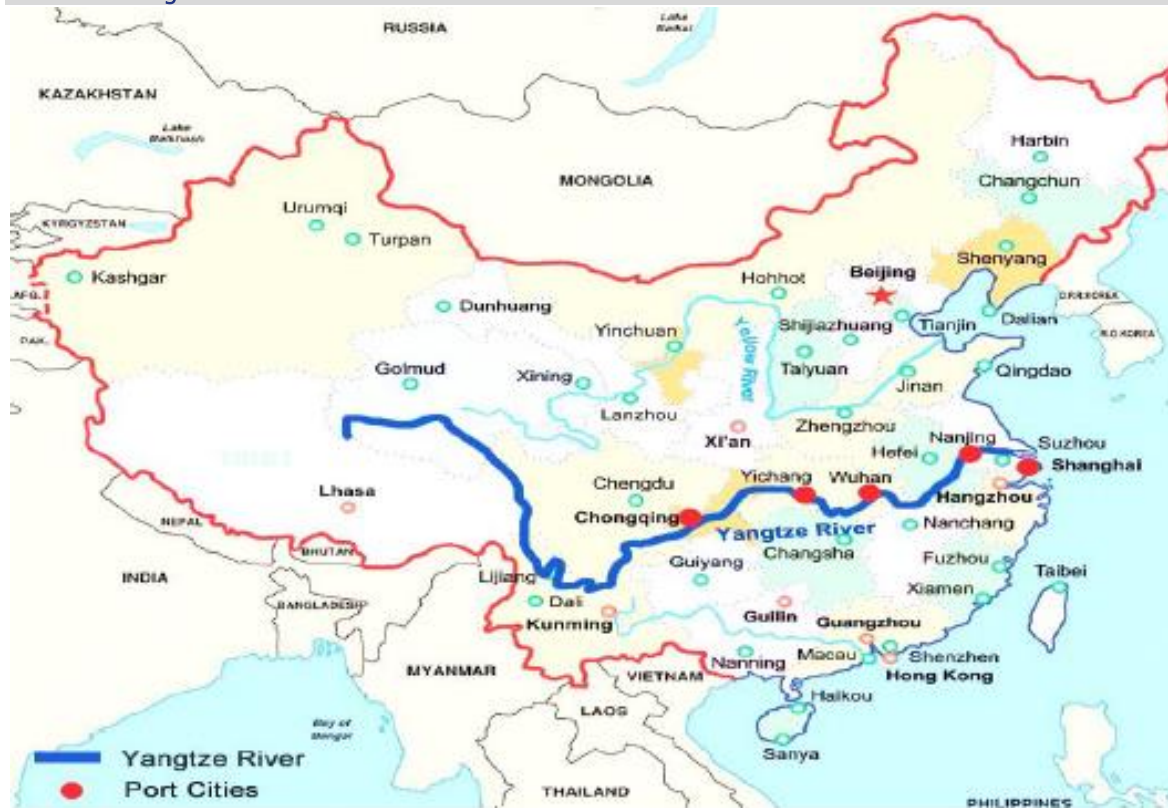 RUSSIA
Lake
Baikal
KAZAKHSTAN
Lake
Balkhash
MONGOLIA
Harbin
Changchun
Urumqi
Turpan
KYRGYZSTAN
Kashgar
Shenyang
Beijing
Hohhot
Dunhuang
AFG.
D.P.R.KOREA
Yinchuan
Shijiazhuang
Tianjin
Dalian
R.O.KOREA
PAK.
Yellow River
Golmud
Xining
Taiyuan
Jinan
Qingdao
Lanzhou
Zhengzhou
Xi'an
Nanjing
Suzhou
Hefei
Shanghai
Yichang
Wuhan
Lhasa
Chengdu
Hangzhou
Chongqing
Nanchang
NEPAL
Yangtze River
Changsha
BHUTAN
Guiyang
Fuzhou
INDIA
Lijiang
Taibei
Xiamen
BANGLADESH
Dali
Guilin
Kunming
Guangzhou
Macau
Shenzhen
Nanning
Hong Kong
MYANMAR
VIETNAM
Haikou
LAOS
Bay of
Bengal
Sanya
Yangtze River
Port Cities
THAILAND
PHILIPPINES